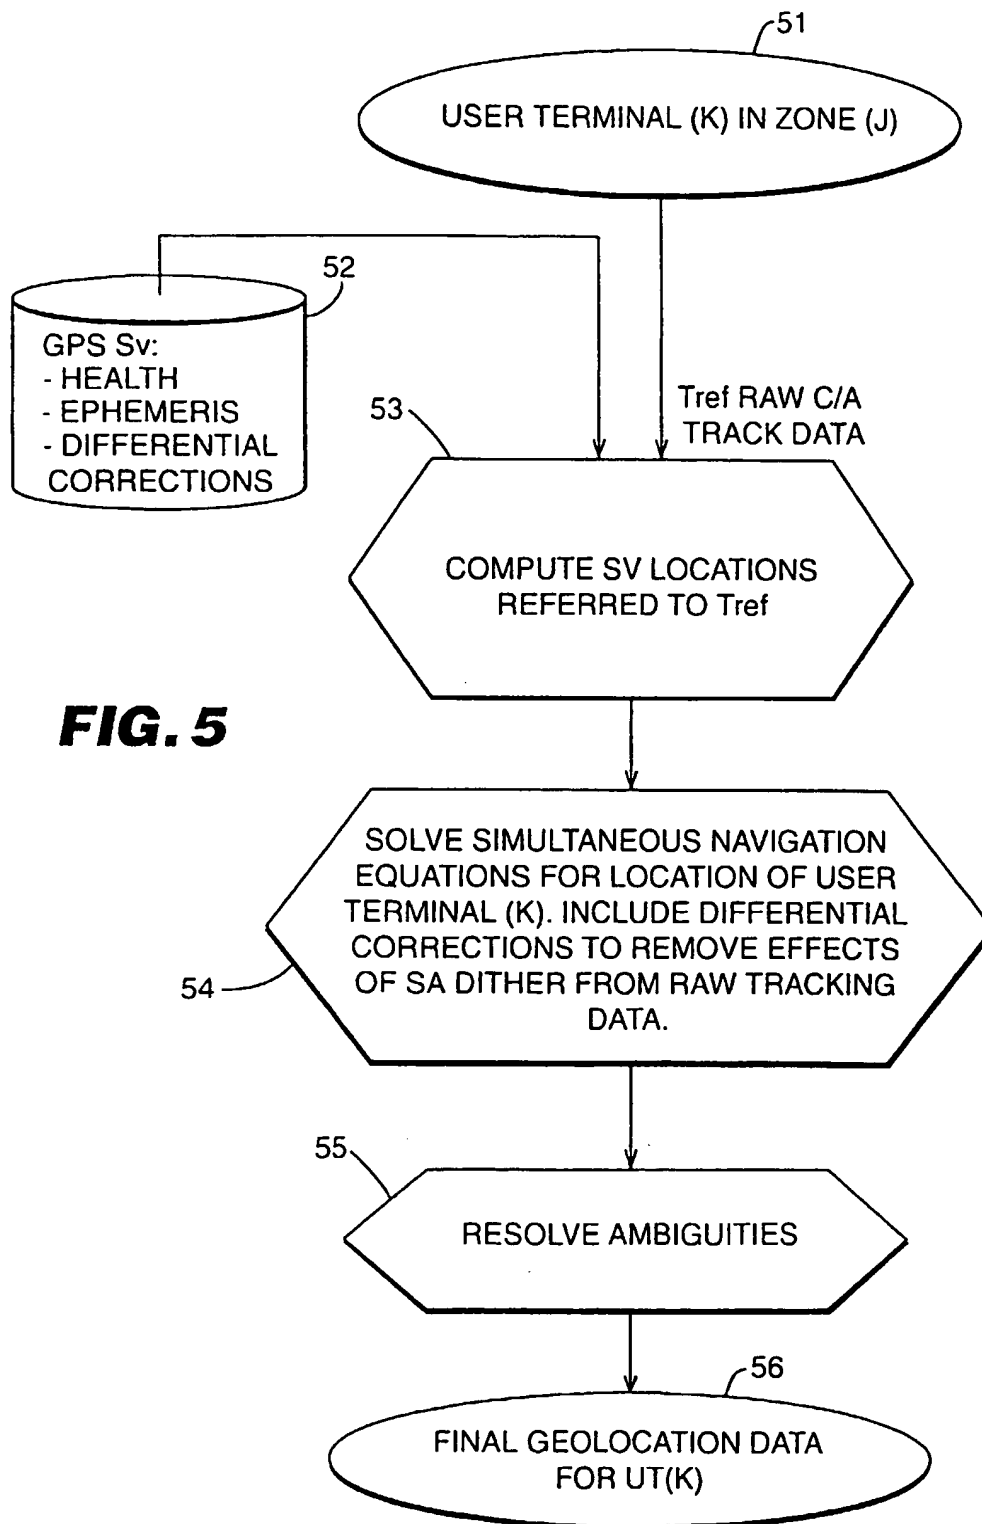 51
USER TERMINAL (K) IN ZONE (J)
52
GPS Sv:
- HEALTH
- EPHEMERIS
- DIFFERENTIAL
CORRECTIONS
53
Tref RAW C/A
TRACK DATA
COMPUTE SV LOCATIONS
REFERRED TO Tref
FIG. 5
SOLVE SIMULTANEOUS NAVIGATION
EQUATIONS FOR LOCATION OF USER
TERMINAL (K). INCLUDE DIFFERENTIAL
CORRECTIONS TO REMOVE EFFECTS
OF SA DITHER FROM RAW TRACKING
DATA.
54
55
RESOLVE AMBIGUITIES
56
FINAL GEOLOCATION DATA
FOR UT(K)